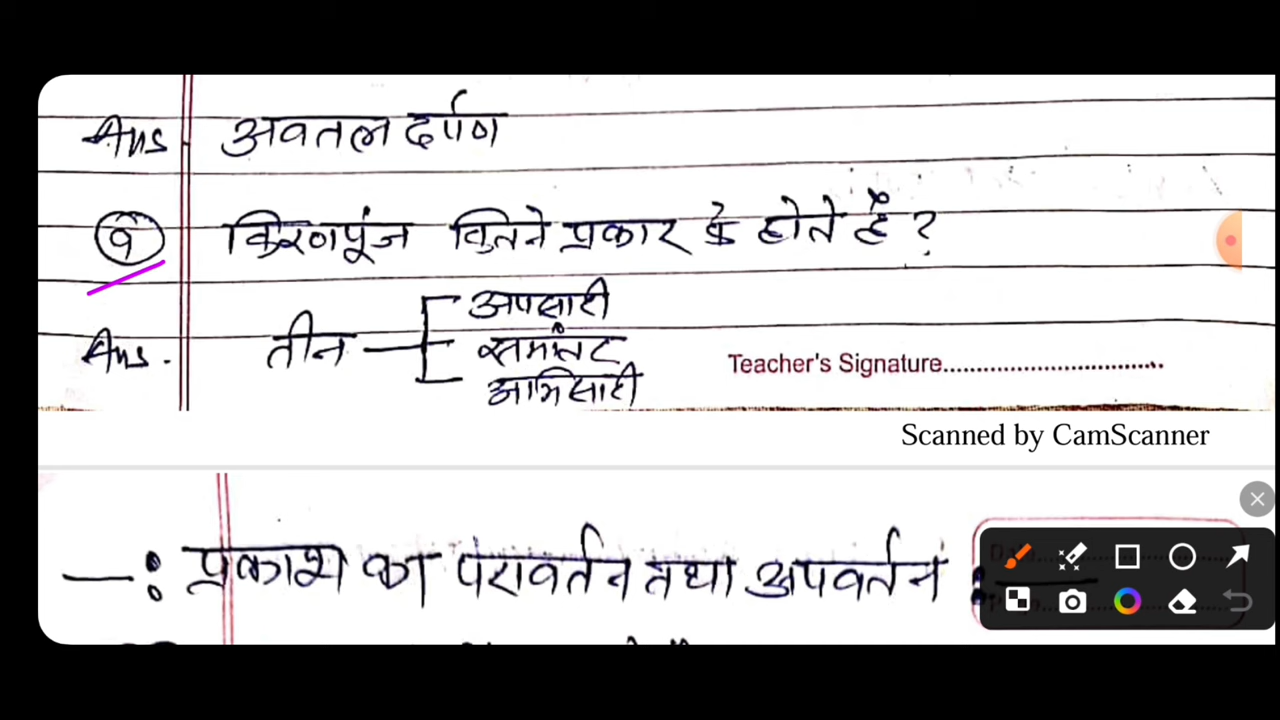 Ans. अवतल दर्पण
9 किरणपूंज कितने प्रकार के होते हैं ?
अपसारी
Ans. तीन समांतर
अभिसारी
Teacher's Signature
Scanned by CamScanner
—: प्रकाश का परावर्तन तथा अपवर्तन :—